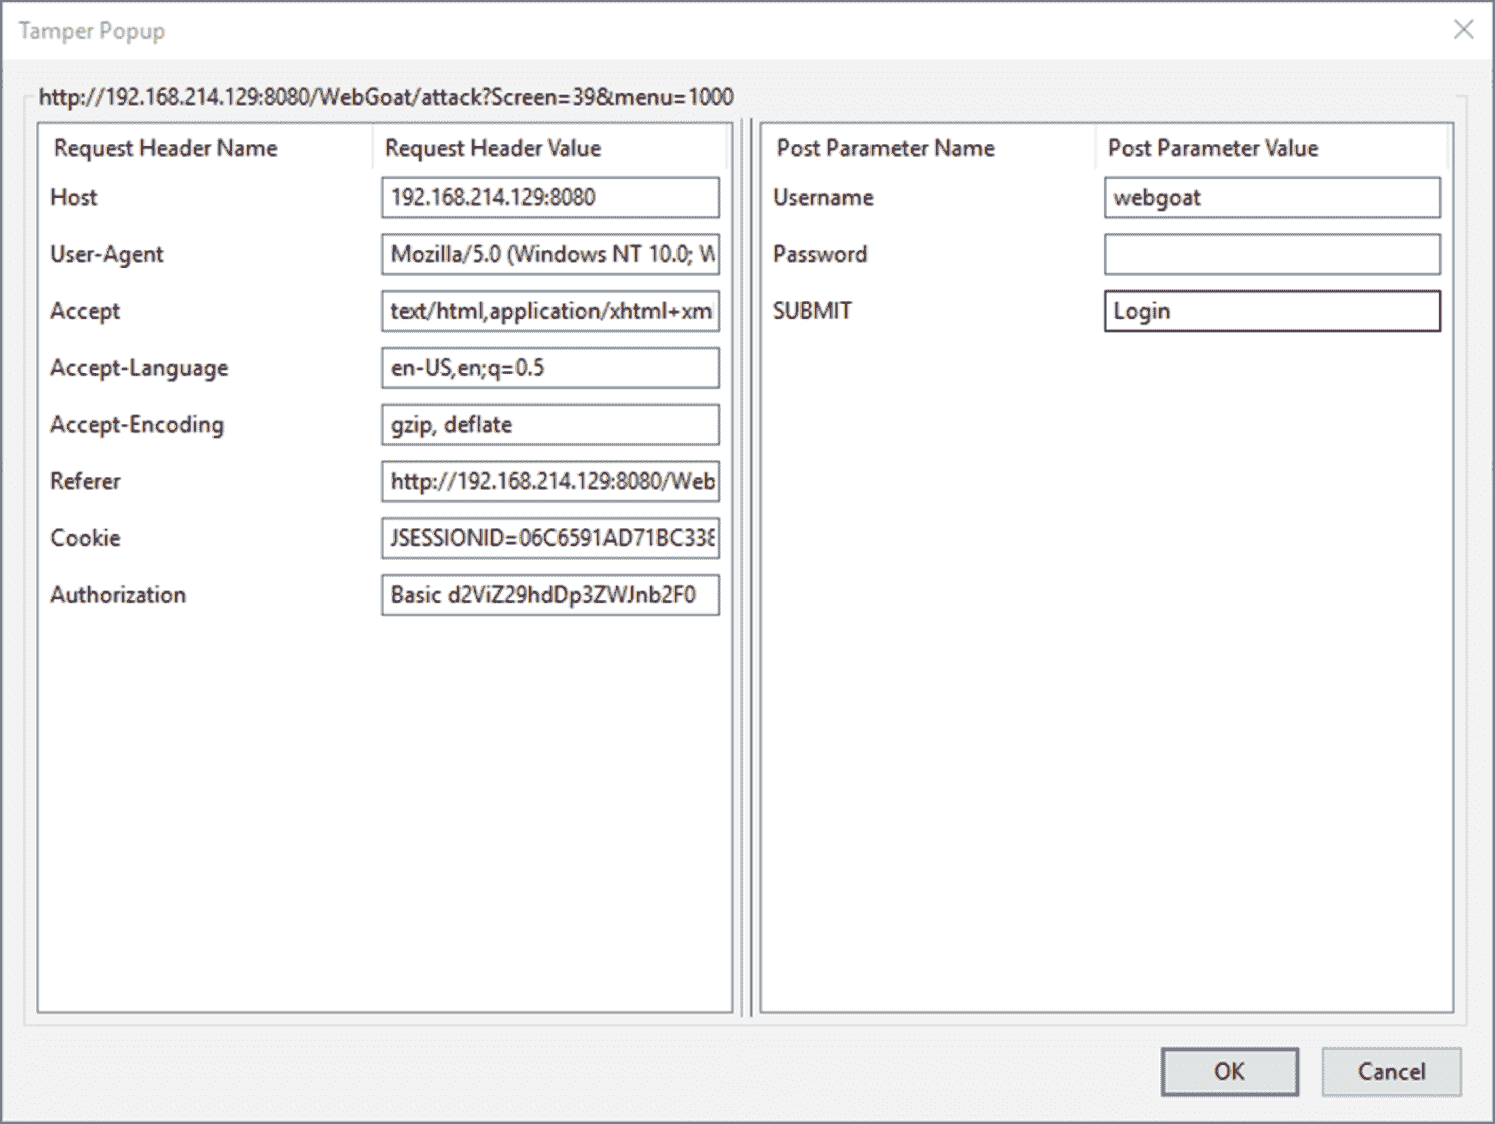 Tamper Popup
http://192.168.214.129:8080/WebGoat/attack?Screen=39&menu=1000
Request Header Name Request Header Value
Host 192.168.214.129:8080
User-Agent Mozilla/5.0 (Windows NT 10.0; W
Accept text/html,application/xhtml+xm
Accept-Language en-US,en;q=0.5
Accept-Encoding gzip, deflate
Referer http://192.168.214.129:8080/Web
Cookie JSESSIONID=06C6591AD71BC338
Authorization Basic d2ViZ29hdDp3ZWJnb2F0
Post Parameter Name Post Parameter Value
Username webgoat
Password
SUBMIT Login
OK Cancel